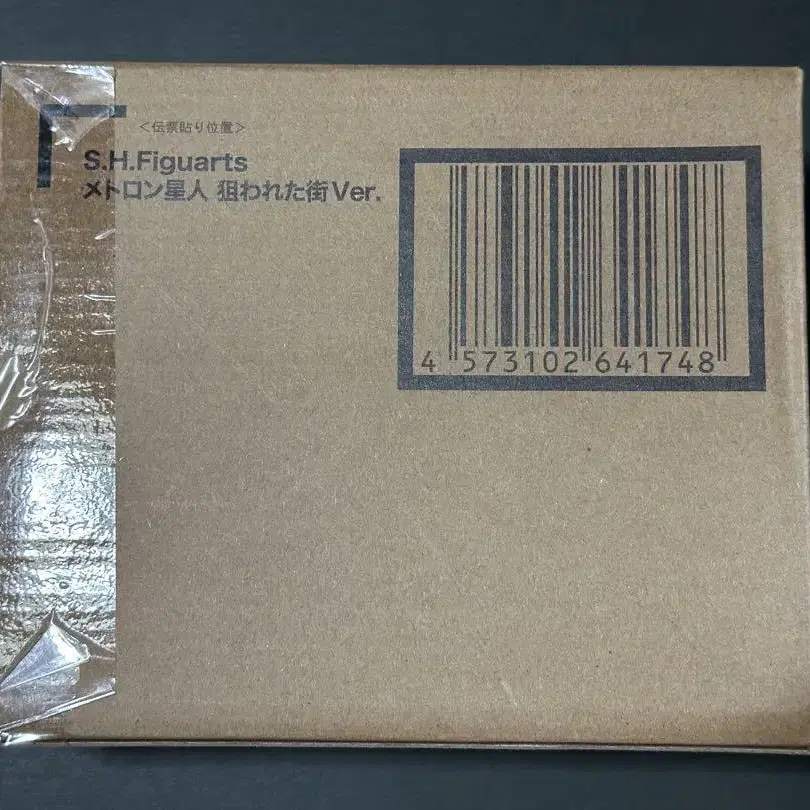 ＜伝票貼り位置＞
S.H.Figuarts
メトロン星人 狙われた街Ver.
4 573102 641748